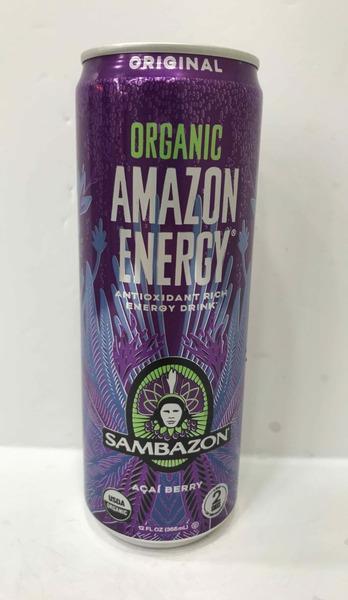 ORIGINAL
ORGANIC
AMAZON
ENERGY®
ANTIOXIDANT RICH
ENERGY DRINK
SAMBAZON®
AÇAÍ BERRY
USDA
ORGANIC
2
12 FL OZ (355mL)